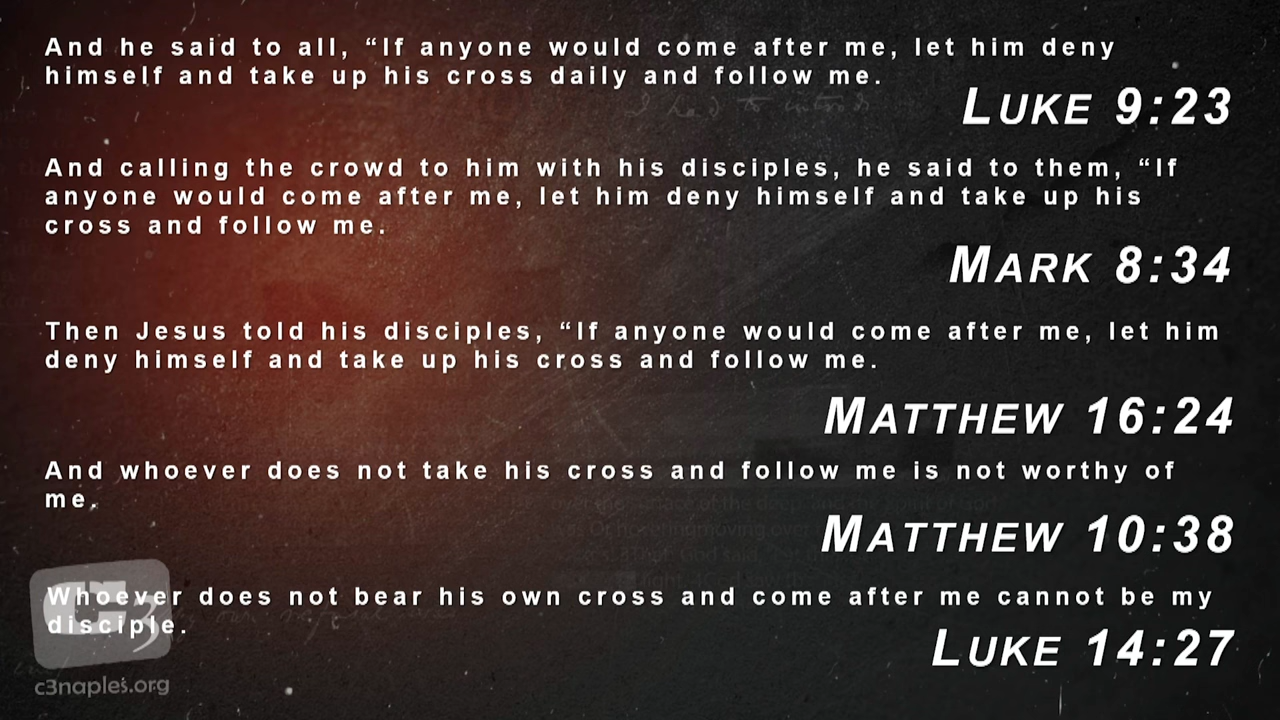 And he said to all, “If anyone would come after me, let him deny
himself and take up his cross daily and follow me.
LUKE 9:23
And calling the crowd to him with his disciples, he said to them, “If
anyone would come after me, let him deny himself and take up his
cross and follow me.
MARK 8:34
Then Jesus told his disciples, “If anyone would come after me, let him
deny himself and take up his cross and follow me.
MATTHEW 16:24
And whoever does not take his cross and follow me is not worthy of
me.
MATTHEW 10:38
Whoever does not bear his own cross and come after me cannot be my
disciple.
LUKE 14:27
C3
c3naples.org